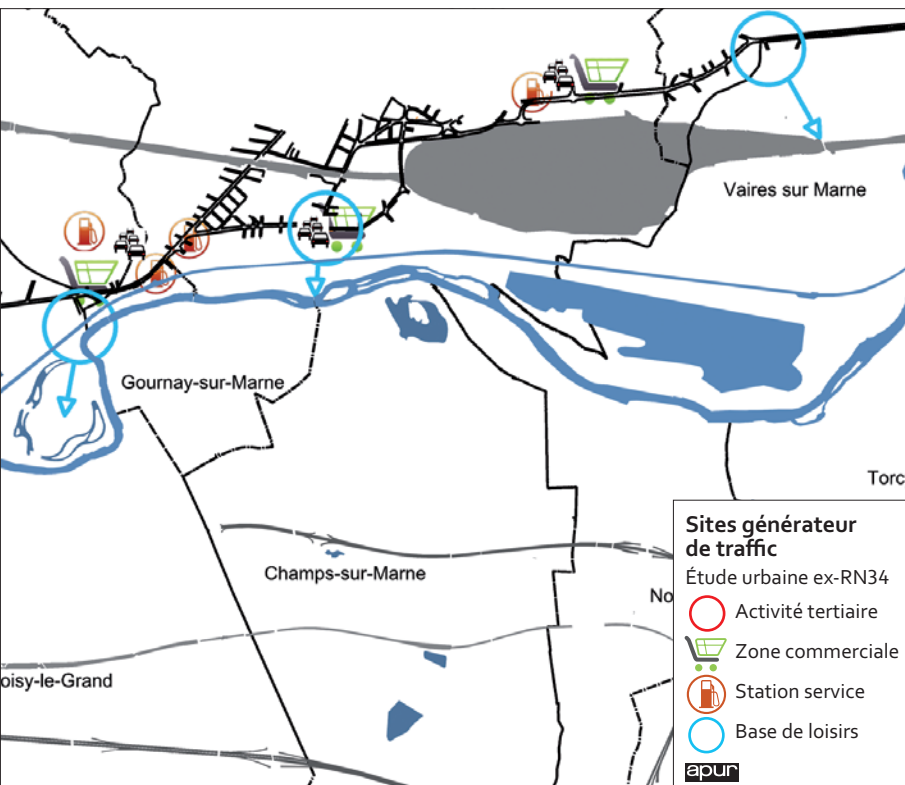 Vaires sur Marne
Gournay-sur-Marne
Torc
Champs-sur-Marne
No
oisy-le-Grand
Sites générateur
de traffic
Étude urbaine ex-RN34
Activité tertiaire
Zone commerciale
Station service
Base de loisirs
apur